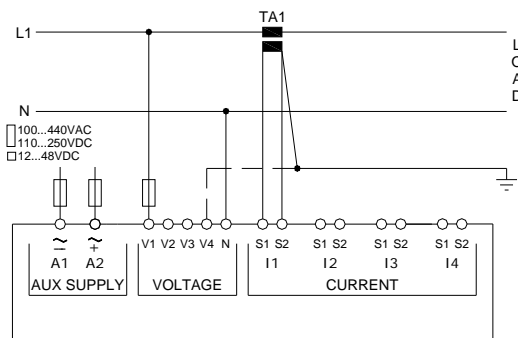 TA1
L1
L
O
A
D
N
100...440VAC
110...250VDC
12...48VDC
V1 V2 V3 V4 N S1 S2 S1 S2 S1 S2 S1 S2
A1 A2 I1 I2 I3 I4
AUX SUPPLY VOLTAGE CURRENT